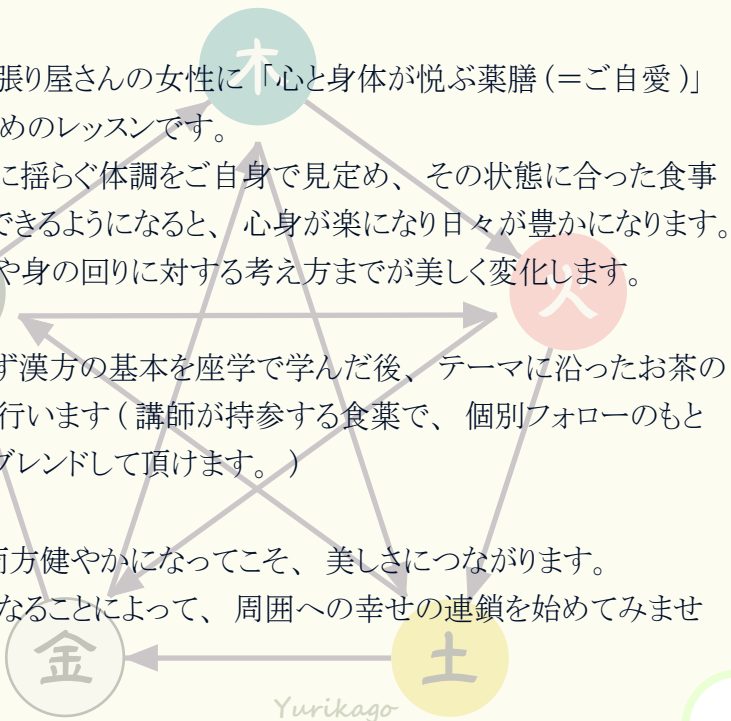 木
張り屋さんの女性に「心と身体が悦ぶ薬膳(=ご自愛)」
めのレッスンです。
に揺らぐ体調をご自身で見定め、その状態に合った食事
できるようになると、心身が楽になり日々が豊かになります。
や身の回りに対する考え方までが美しく変化します。
火
ず漢方の基本を座学で学んだ後、テーマに沿ったお茶の
行います(講師が持参する食薬で、個別フォローのもと
ブレンドして頂けます。)
両方健やかになってこそ、美しさにつながります。
なることによって、周囲への幸せの連鎖を始めてみませ
金
土
Yurikago